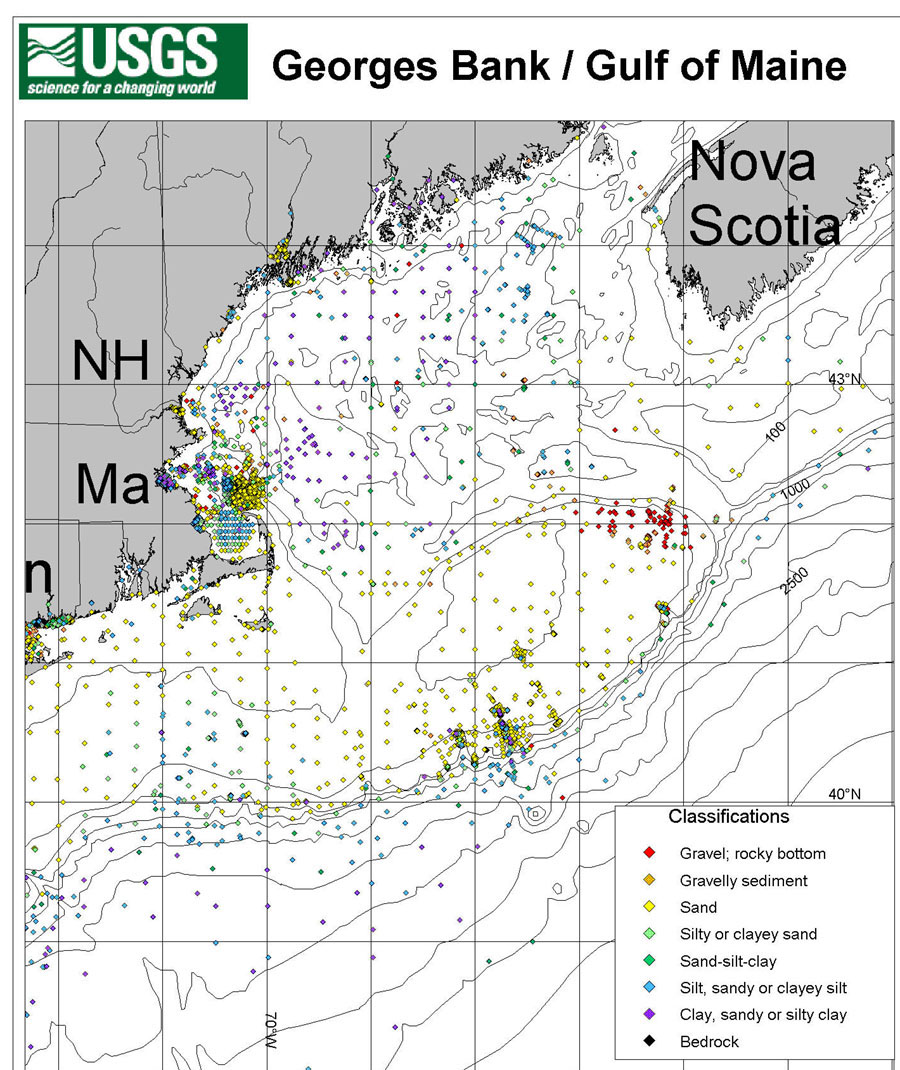 USGS
science for a changing world
Georges Bank / Gulf of Maine
Nova
Scotia
NH
43°N
100
Ma
1000
n
2500
40°N
70°W
Classifications
Gravel; rocky bottom
Gravelly sediment
Sand
Silty or clayey sand
Sand-silt-clay
Silt, sandy or clayey silt
Clay, sandy or silty clay
Bedrock